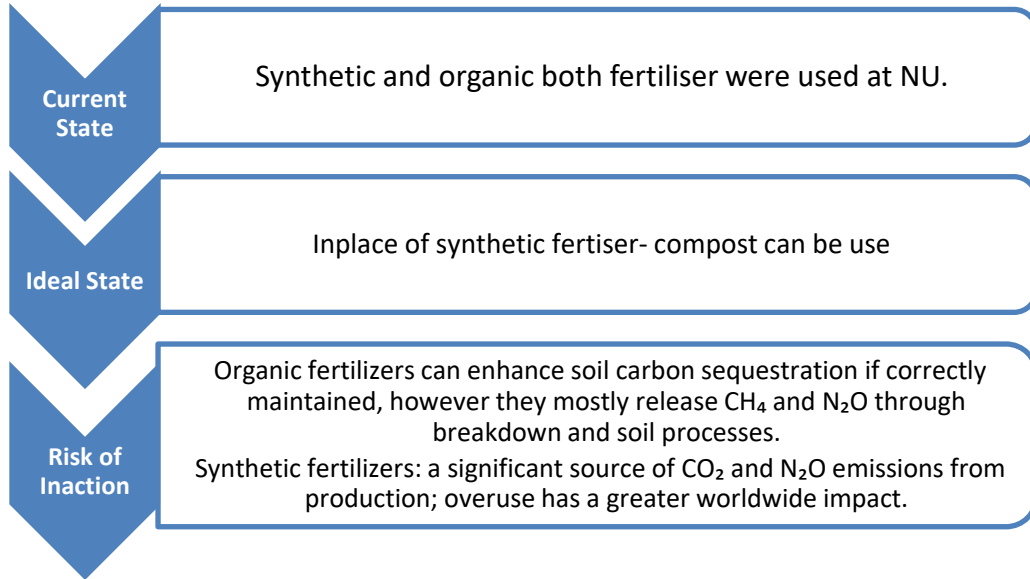 Current
State
Synthetic and organic both fertiliser were used at NU.
Ideal State
Inplace of synthetic fertiser- compost can be use
Risk of
Inaction
Organic fertilizers can enhance soil carbon sequestration if correctly
maintained, however they mostly release CH₄ and N₂O through
breakdown and soil processes.
Synthetic fertilizers: a significant source of CO₂ and N₂O emissions from
production; overuse has a greater worldwide impact.